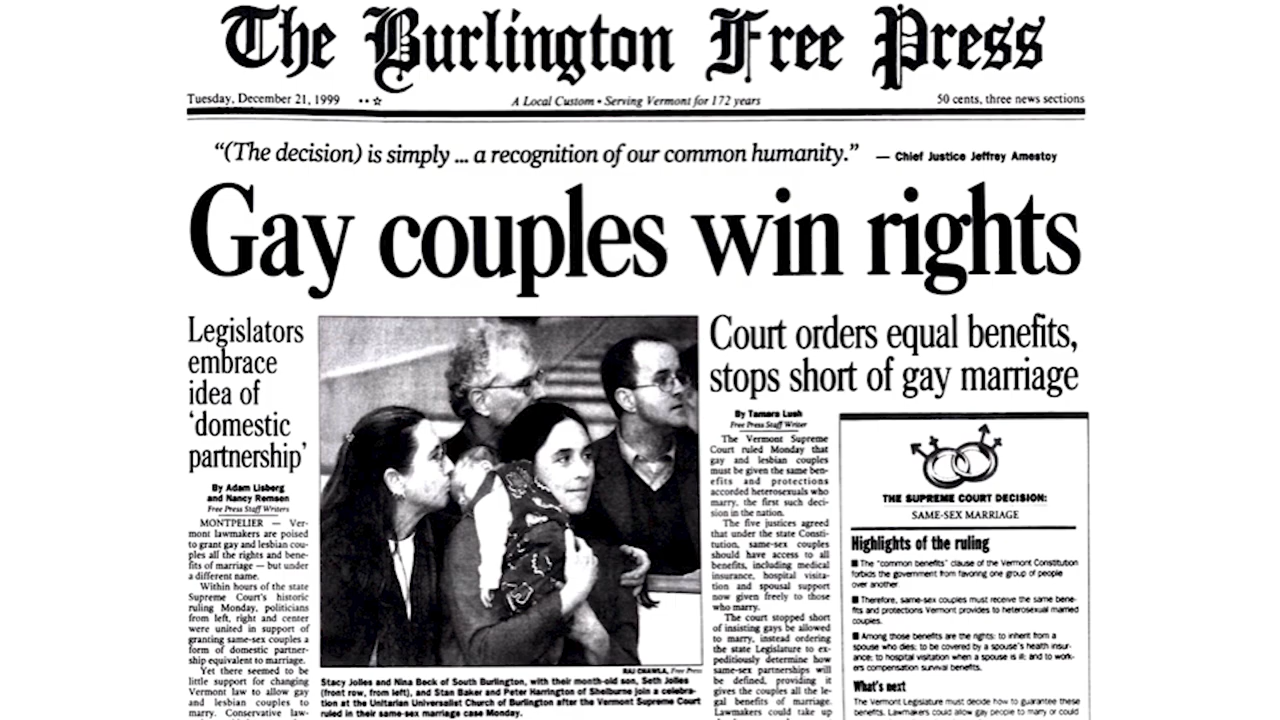 The Burlington Free Press
Tuesday, December 21, 1999
A Local Custom • Serving Vermont for 172 years
50 cents, three news sections
“(The decision) is simply ... a recognition of our common humanity.” — Chief Justice Jeffrey Amestoy
Gay couples win rights
Legislators
embrace
idea of
‘domestic
partnership’
By Adam Lisberg
and Nancy Remsen
Free Press Staff Writers
MONTPELIER — Ver-
mont lawmakers are poised
to grant gay and lesbian cou-
ples all the rights and bene-
fits of marriage — but under
a different name.
Within hours of the state
Supreme Court's historic
ruling Monday, politicians
from left, right and center
were united in support of
granting same-sex couples a
form of domestic partner-
ship equivalent to marriage.
Yet there seemed to be
little support for changing
Vermont law to allow gay
and lesbian couples to
marry. Conservative law-
RAJ CHAWLA, Free Press
Stacy Jolles and Nina Beck of South Burlington, with their month-old son, Seth Jolles
(front row, from left), and Stan Baker and Peter Harrington of Shelburne join a celebra-
tion at the Unitarian Universalist Church of Burlington after the Vermont Supreme Court
ruled in their same-sex marriage case Monday.
Court orders equal benefits,
stops short of gay marriage
By Tamara Lush
Free Press Staff Writer
The Vermont Supreme
Court ruled Monday that
gay and lesbian couples
must be given the same ben-
efits and protections
accorded heterosexuals who
marry, the first such deci-
sion in the nation.
The five justices agreed
that under the state Consti-
tution, same-sex couples
should have access to all
benefits, including medical
insurance, hospital visita-
tion and spousal support
now given freely to those
who marry.
The court stopped short
of insisting gays be allowed
to marry, instead ordering
the state Legislature to ex-
peditiously determine how
same-sex partnerships will
be defined, providing it
gives the couples all the le-
gal benefits of marriage.
Lawmakers could take up
THE SUPREME COURT DECISION:
SAME-SEX MARRIAGE
Highlights of the ruling
■ The "common benefits" clause of the Vermont Constitution
forbids the government from favoring one group of people
over another
■ Therefore, same-sex couples must receive the same bene-
fits and protections Vermont provides to heterosexual married
couples.
■ Among those benefits are the rights: to inherit from a
spouse who dies; to be covered by a spouse's health insur-
ance; to hospital visitation when a spouse is ill; and to work-
ers compensation survival benefits.
What's next
The Vermont Legislature must decide how to guarantee these
benefits. Lawmakers could allow gay people to marry or could